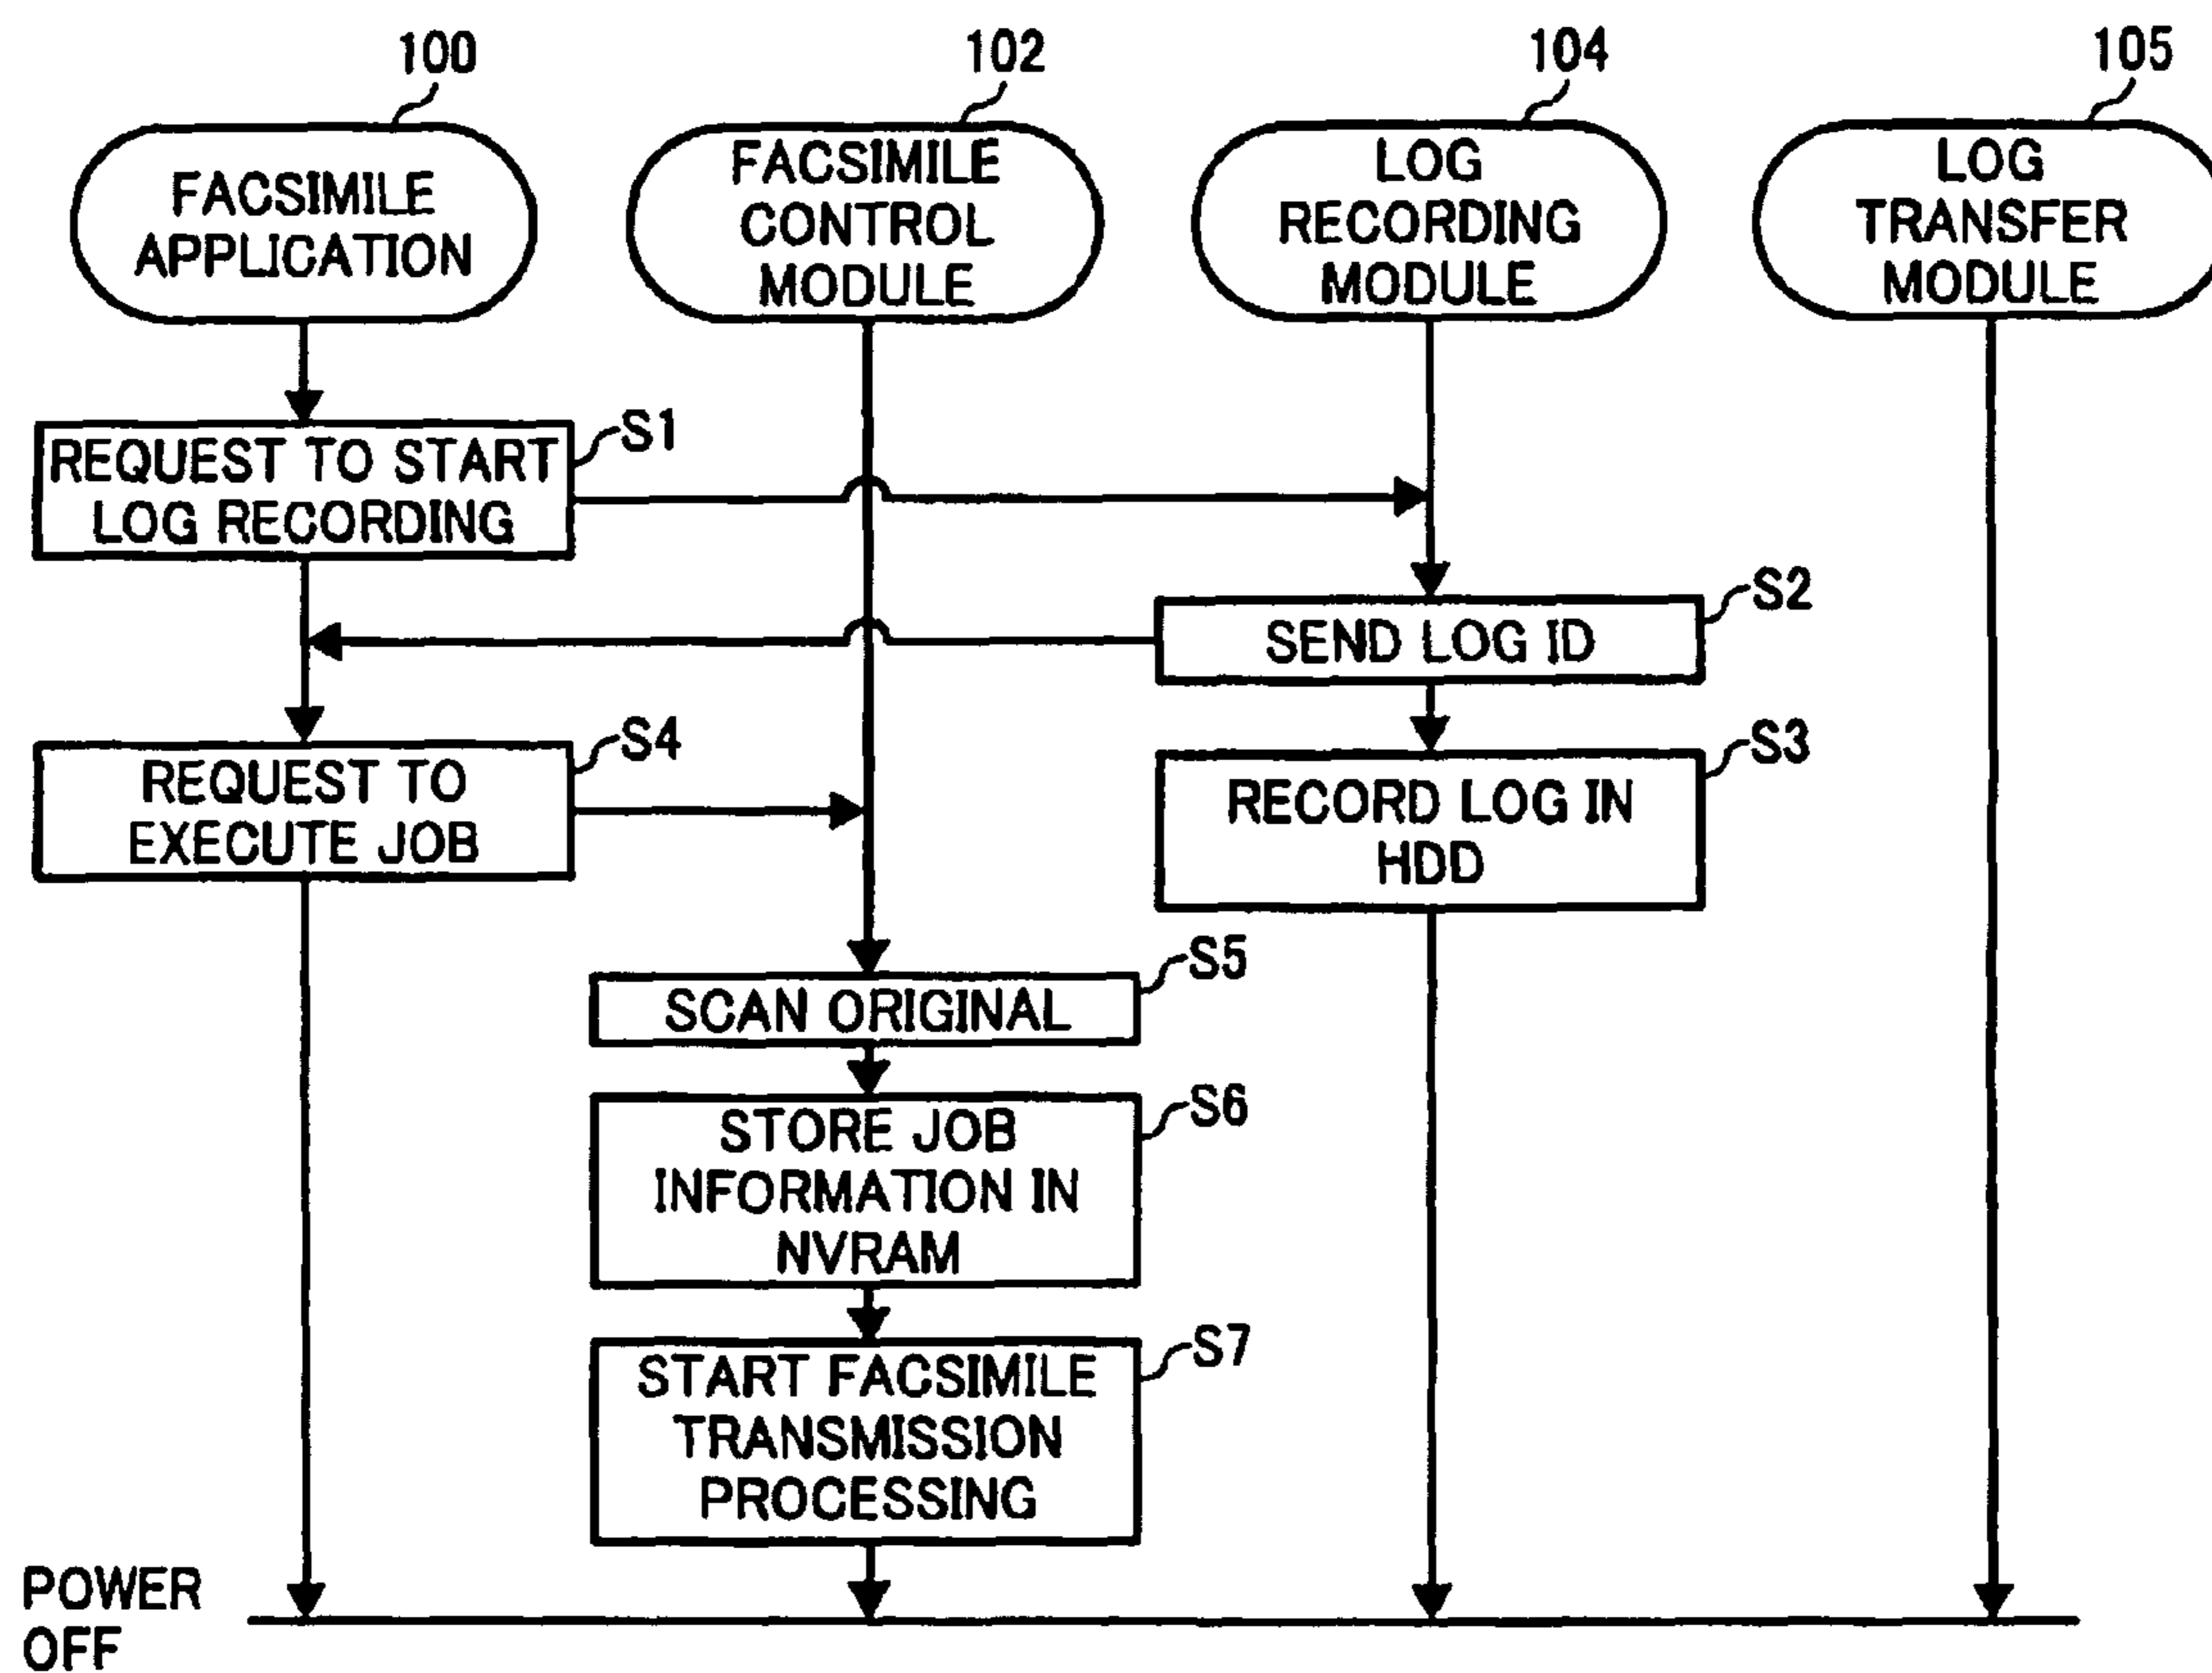 100
102
104
105
FACSIMILE
APPLICATION
FACSIMILE
CONTROL
MODULE
LOG
RECORDING
MODULE
LOG
TRANSFER
MODULE
REQUEST TO START
LOG RECORDING
S1
SEND LOG ID
S2
RECORD LOG IN
HDD
S3
REQUEST TO
EXECUTE JOB
S4
SCAN ORIGINAL
S5
STORE JOB
INFORMATION IN
NVRAM
S6
START FACSIMILE
TRANSMISSION
PROCESSING
S7
POWER
OFF